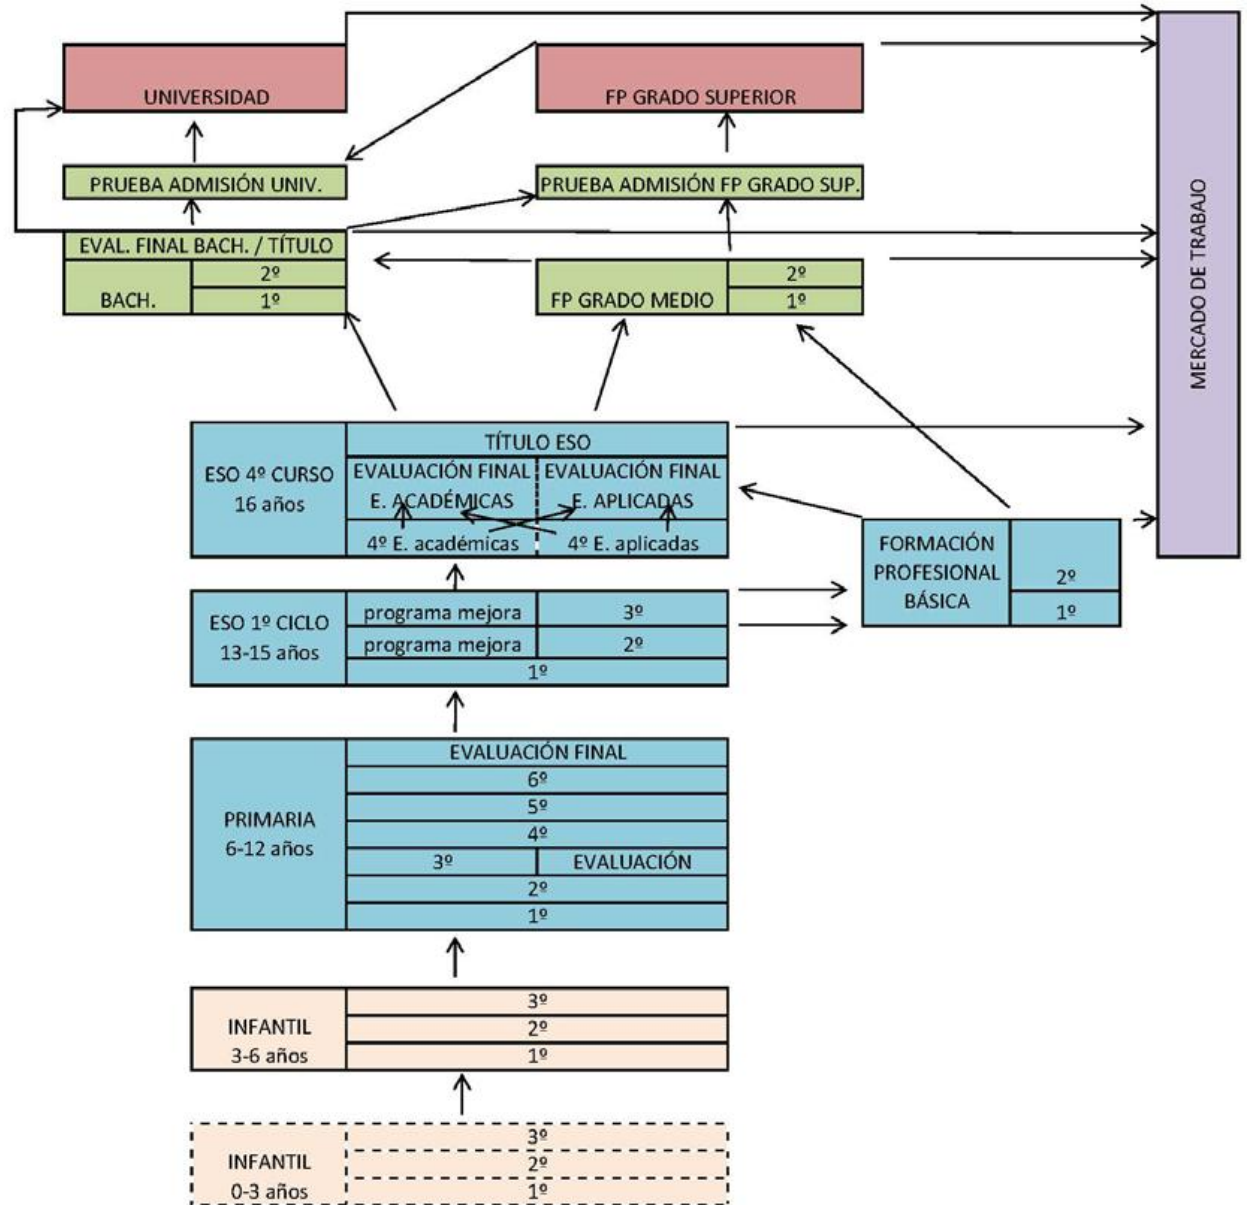 UNIVERSIDAD
FP GRADO SUPERIOR
PRUEBA ADMISIÓN UNIV.
PRUEBA ADMISIÓN FP GRADO SUP.
EVAL. FINAL BACH. / TÍTULO
BACH.
2º
1º
FP GRADO MEDIO
2º
1º
MERCADO DE TRABAJO
ESO 4º CURSO
16 años
TÍTULO ESO
EVALUACIÓN FINAL
E. ACADÉMICAS
EVALUACIÓN FINAL
E. APLICADAS
4º E. académicas
4º E. aplicadas
FORMACIÓN
PROFESIONAL
BÁSICA
2º
1º
ESO 1º CICLO
13-15 años
programa mejora
3º
programa mejora
2º
1º
PRIMARIA
6-12 años
EVALUACIÓN FINAL
6º
5º
4º
3º
EVALUACIÓN
2º
1º
INFANTIL
3-6 años
3º
2º
1º
INFANTIL
0-3 años
3º
2º
1º